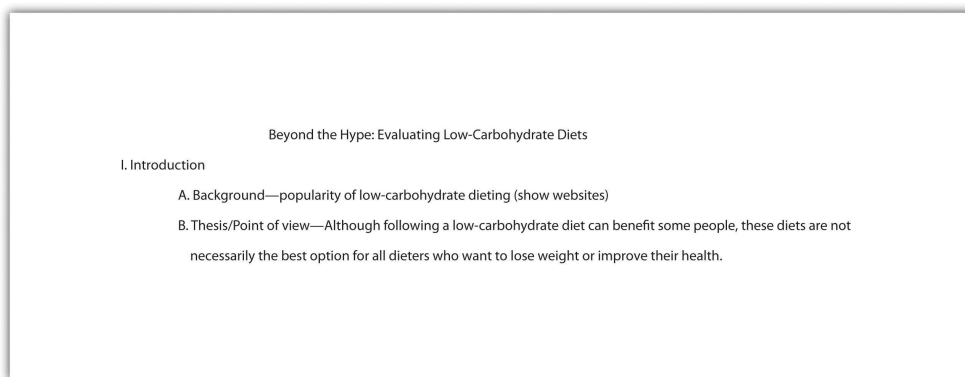 Beyond the Hype: Evaluating Low-Carbohydrate Diets
I. Introduction
A. Background—popularity of low-carbohydrate dieting (show websites)
B. Thesis/Point of view—Although following a low-carbohydrate diet can benefit some people, these diets are not
necessarily the best option for all dieters who want to lose weight or improve their health.